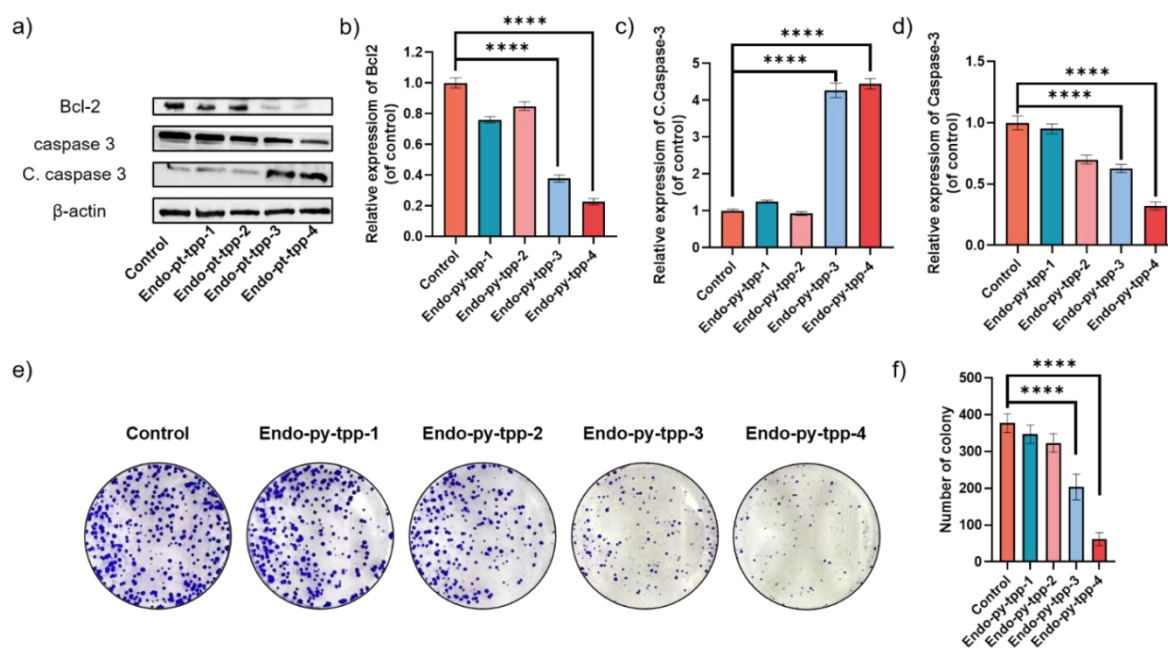 a)
Bcl-2
caspase 3
C. caspase 3
β-actin
Control
Endo-pt-tpp-1
Endo-pt-tpp-2
Endo-pt-tpp-3
Endo-pt-tpp-4
b)
Relative expressiom of Bcl2
(of control)
1.2
1.0
0.8
0.6
0.4
0.2
0.0
****
****
Control
Endo-py-tpp-1
Endo-py-tpp-2
Endo-py-tpp-3
Endo-py-tpp-4
c)
Relative expressiom of C.Caspase-3
(of control)
5
4
3
2
1
0
****
****
Control
Endo-py-tpp-1
Endo-py-tpp-2
Endo-py-tpp-3
Endo-py-tpp-4
d)
Relative expressiom of Caspase-3
(of control)
1.5
1.0
0.5
0.0
****
****
Control
Endo-py-tpp-1
Endo-py-tpp-2
Endo-py-tpp-3
Endo-py-tpp-4
e)
Control
Endo-py-tpp-1
Endo-py-tpp-2
Endo-py-tpp-3
Endo-py-tpp-4
f)
Number of colony
500
400
300
200
100
0
****
****
Control
Endo-py-tpp-1
Endo-py-tpp-2
Endo-py-tpp-3
Endo-py-tpp-4